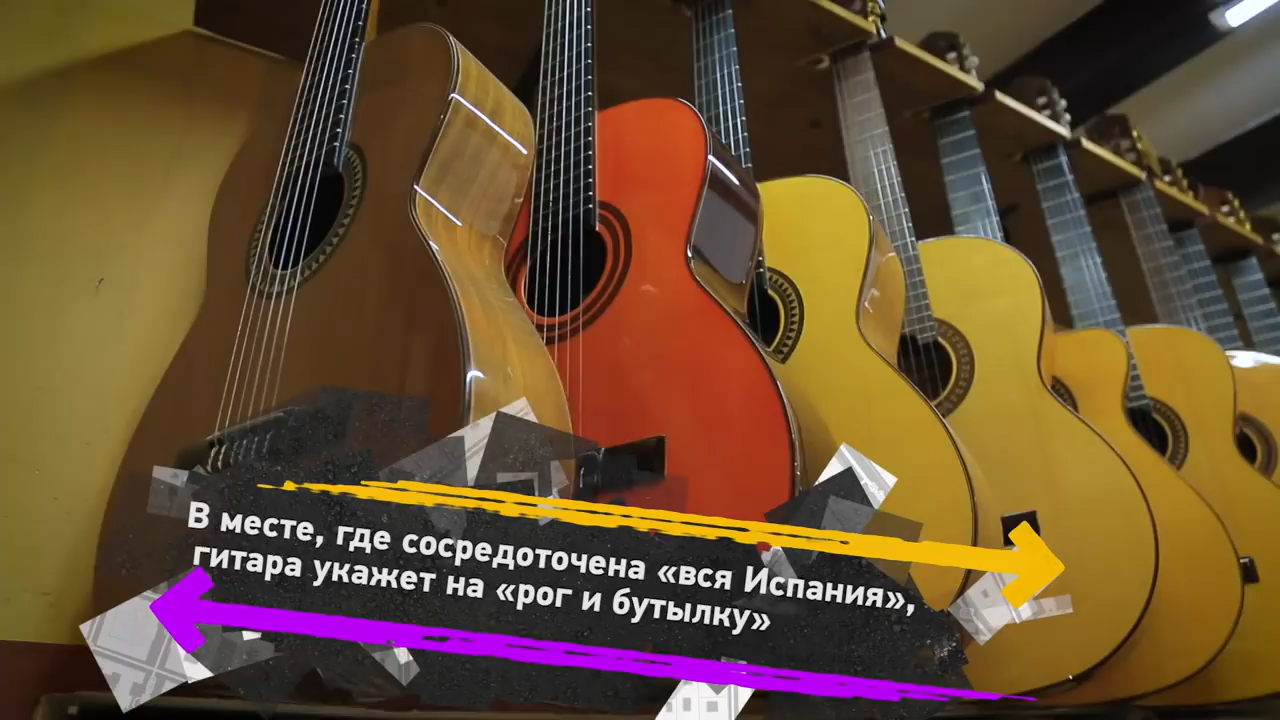 В месте, где сосредоточена «вся Испания»,
гитара укажет на «рог и бутылку»